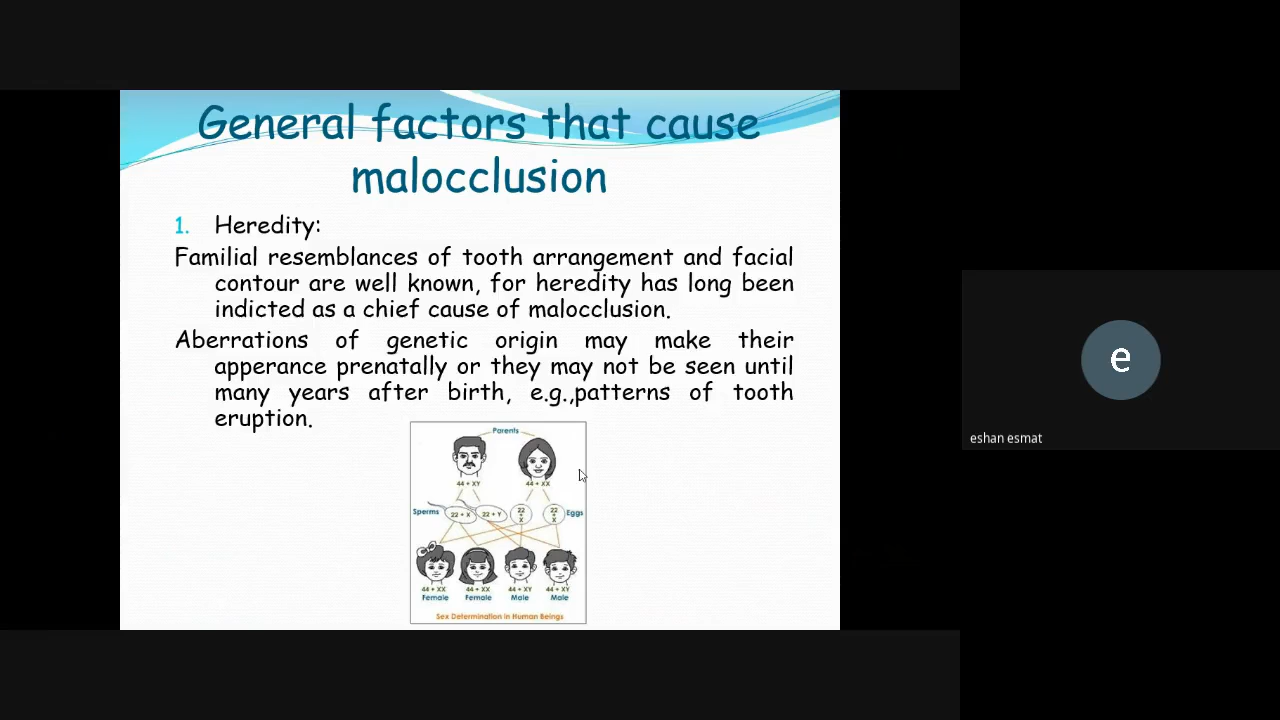 General factors that cause
malocclusion
1. Heredity:
Familial resemblances of tooth arrangement and facial
contour are well known, for heredity has long been
indicted as a chief cause of malocclusion.
Aberrations of genetic origin may make their
apperance prenatally or they may not be seen until
many years after birth, e.g.,patterns of tooth
eruption.
Parents
44 + XY 44 + XX
Sperms 22 + X 22 + Y 22 + X 22 + X Eggs
44 + XX 44 + XX 44 + XY 44 + XY
Female Female Male Male
Sex Determination in Human Beings
e
eshan esmat